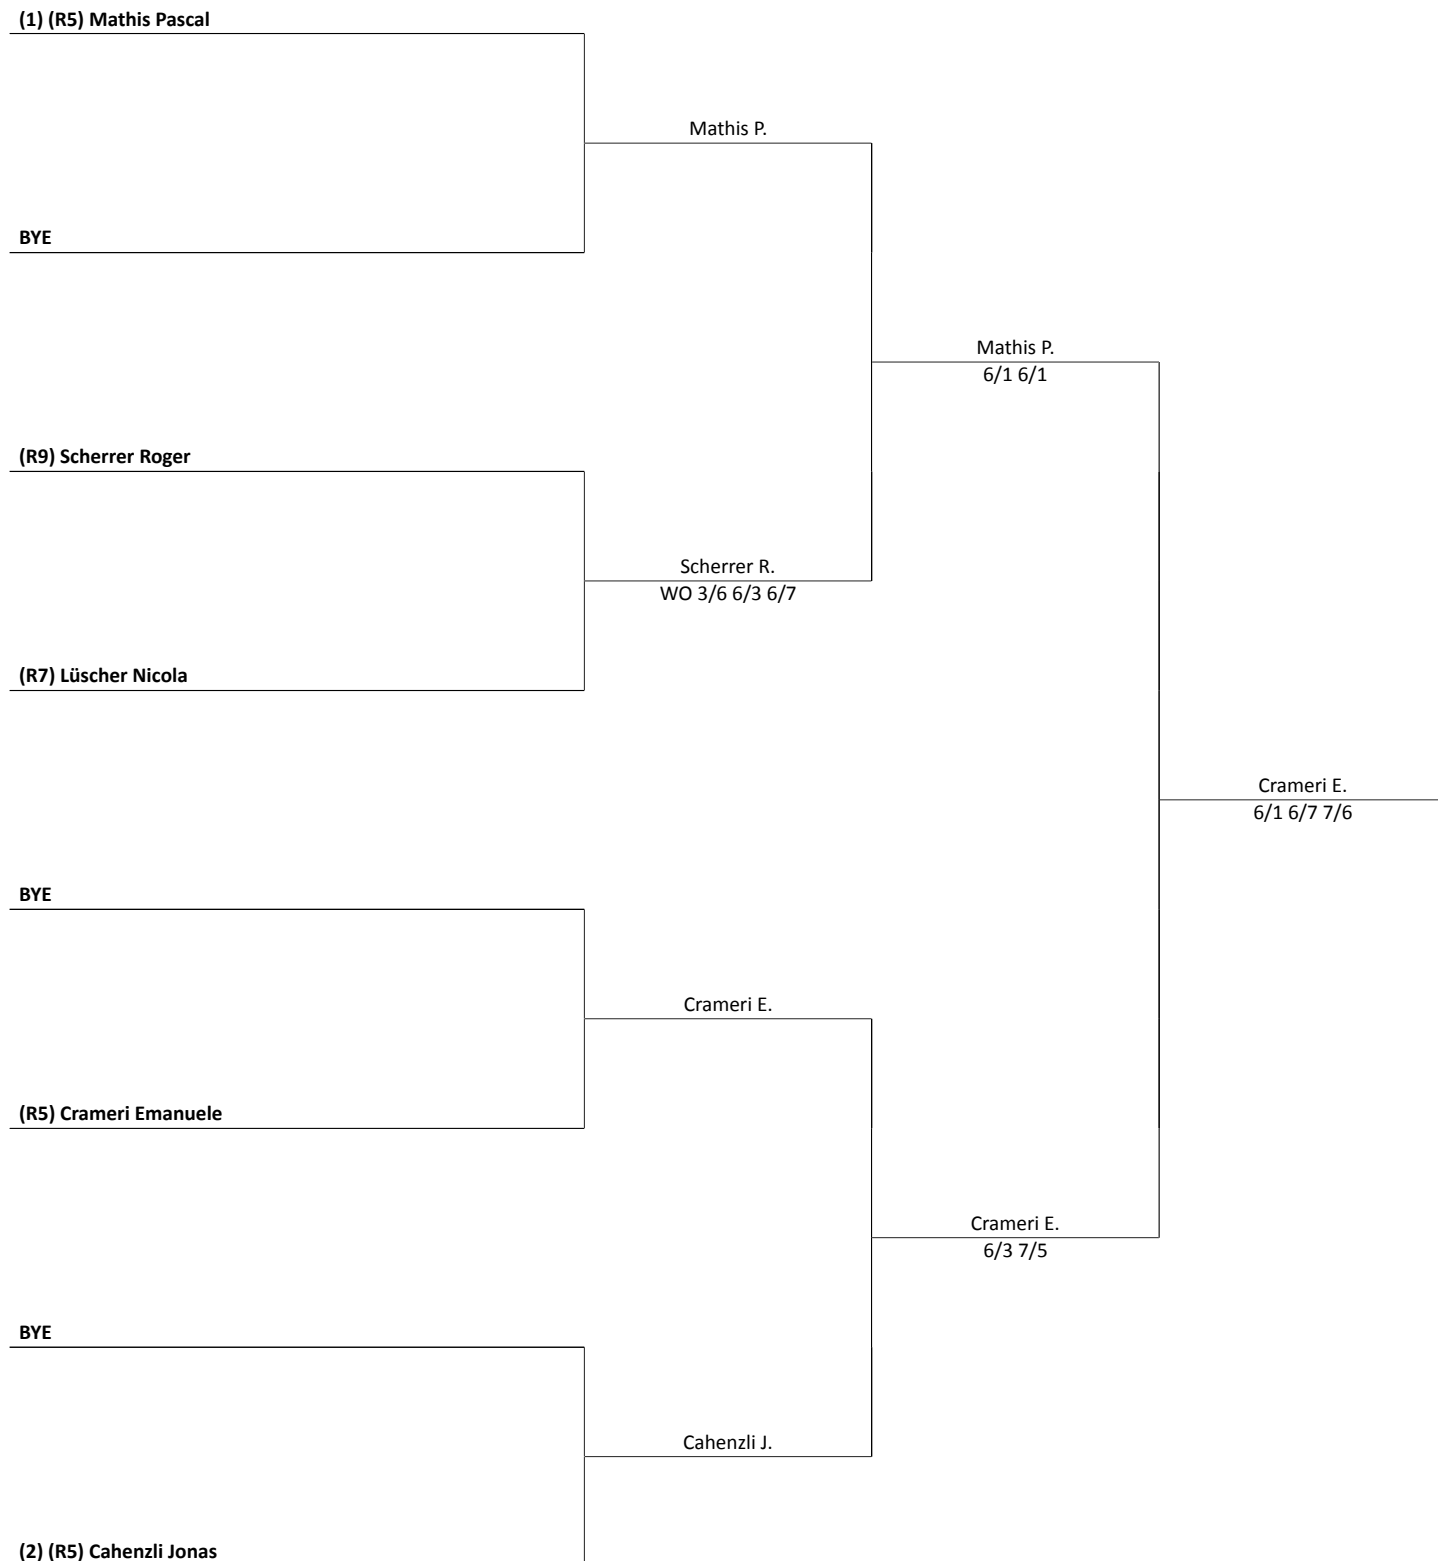 (1) (R5) Mathis Pascal
Mathis P.
BYE
Mathis P.
6/1 6/1
(R9) Scherrer Roger
Scherrer R.
WO 3/6 6/3 6/7
(R7) Lüscher Nicola
Crameri E.
6/1 6/7 7/6
BYE
Crameri E.
(R5) Crameri Emanuele
Crameri E.
6/3 7/5
BYE
Cahenzli J.
(2) (R5) Cahenzli Jonas